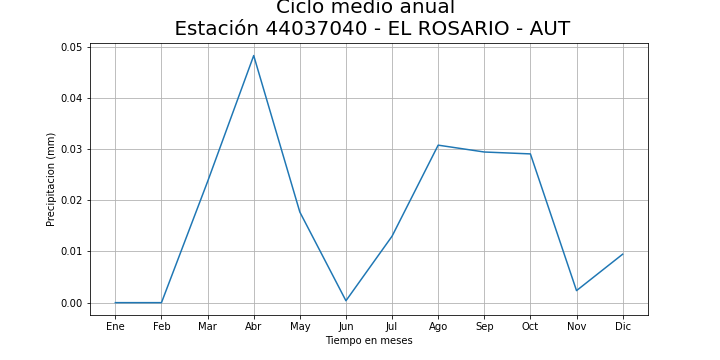 Ciclo medio anual
Estación 44037040 - EL ROSARIO - AUT
0.05
0.04
0.03
0.02
0.01
0.00
Precipitacion (mm)
Ene Feb Mar Abr May Jun Jul Ago Sep Oct Nov Dic
Tiempo en meses